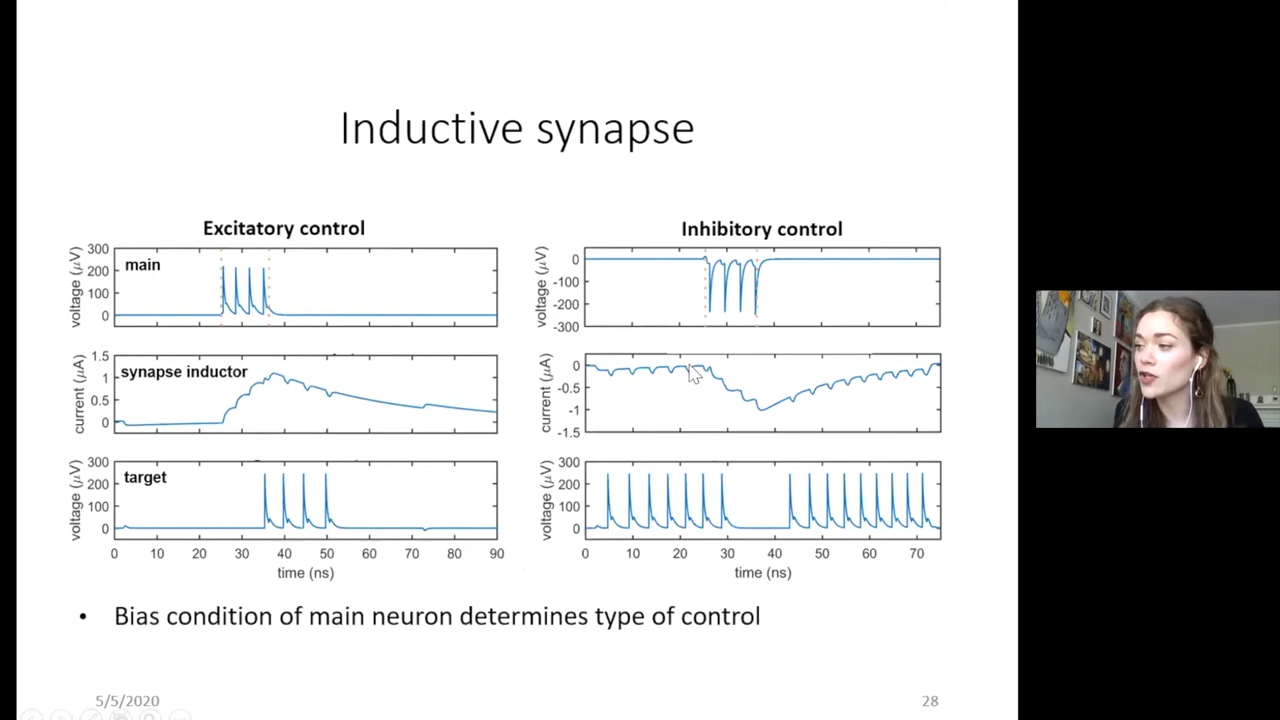 Inductive synapse
Excitatory control
voltage (μV)
300
200
100
0
main
current (μA)
1.5
1
0.5
0
synapse inductor
voltage (μV)
300
200
100
0
target
0 10 20 30 40 50 60 70 80 90
time (ns)
Inhibitory control
voltage (μV)
0
-100
-200
-300
current (μA)
0
-0.5
-1
-1.5
voltage (μV)
300
200
100
0
0 10 20 30 40 50 60 70
time (ns)
• Bias condition of main neuron determines type of control
5/5/2020
28